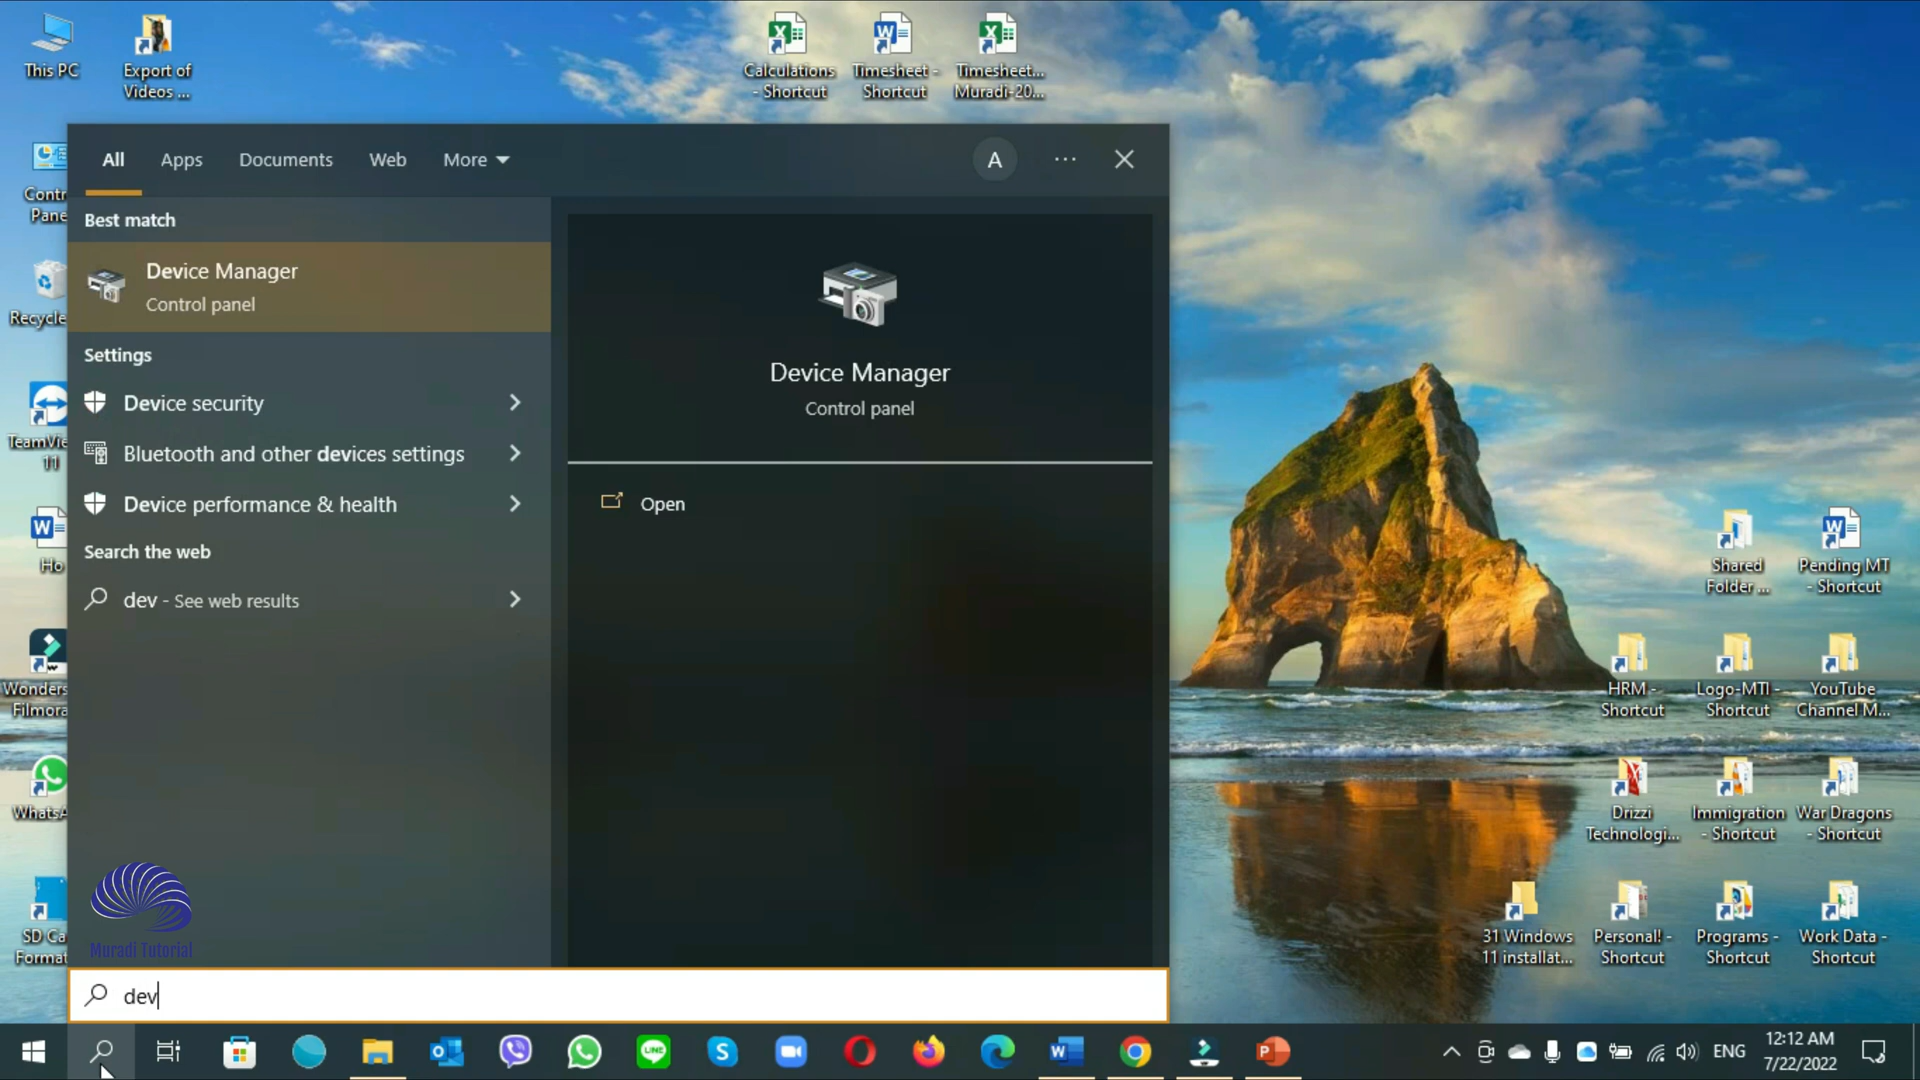 This PC
Export of
Videos ...
Calculations
- Shortcut
Timesheet -
Shortcut
Timesheet...
Muradi-20...
All
Apps
Documents
Web
More
A
Best match
Device Manager
Control panel
Settings
Device security
Bluetooth and other devices settings
Device performance & health
Search the web
dev - See web results
Device Manager
Control panel
Open
Contr
Pane
Recycle
TeamVie
11
Ho
Wonders
Filmora
WhatsA
SD Ca
Format
Muradi Tutorial
Shared
Folder ...
Pending MT
- Shortcut
HRM -
Shortcut
Logo-MTI -
Shortcut
YouTube
Channel M...
Drizzi
Technologi...
Immigration
- Shortcut
War Dragons
- Shortcut
31 Windows
11 installat...
Personal! -
Shortcut
Programs -
Shortcut
Work Data -
Shortcut
dev
LINE
ENG
12:12 AM
7/22/2022